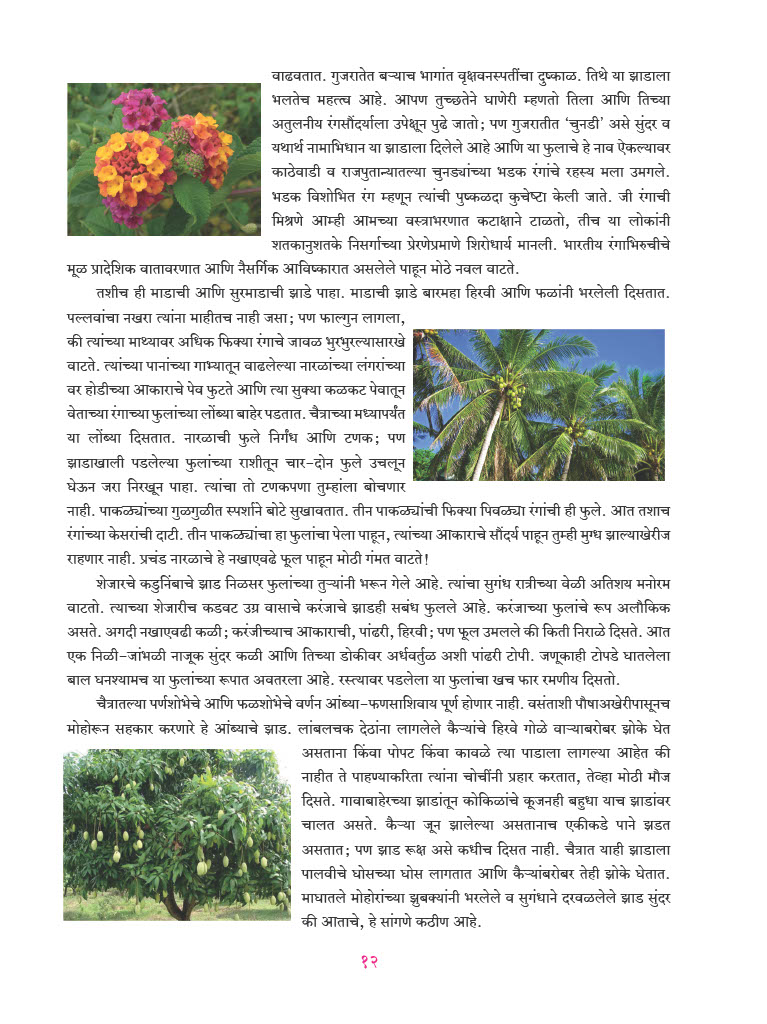 वाढवतात. गुजरातेत बऱ्याच भागांत वृक्षवनस्पतींचा दुष्काळ. तिथे या झाडाला
भलतेच महत्त्व आहे. आपण तुच्छतेने घाणेरी म्हणतो तिला आणि तिच्या
अतुलनीय रंगसौंदर्याला उपेक्षून पुढे जातो; पण गुजरातीत ‘चुनडी’ असे सुंदर व
यथार्थ नामाभिधान या झाडाला दिलेले आहे आणि या फुलाचे हे नाव ऐकल्यावर
काठेवाडी व राजपुतान्यातल्या चुनड्यांच्या भडक रंगांचे रहस्य मला उमगले.
भडक विशोभित रंग म्हणून त्यांची पुष्कळदा कुचेष्टा केली जाते. जी रंगाची
मिश्रणे आम्ही आमच्या वस्त्राभरणात कटाक्षाने टाळतो, तीच या लोकांनी
शतकानुशतके निसर्गाच्या प्रेरणेप्रमाणे शिरोधार्य मानली. भारतीय रंगाभिरुचीचे
मूळ प्रादेशिक वातावरणात आणि नैसर्गिक आविष्कारात असलेले पाहून मोठे नवल वाटते.
तशीच ही माडाची आणि सुरमाडाची झाडे पाहा. माडाची झाडे बारमहा हिरवी आणि फळांनी भरलेली दिसतात.
पल्लवांचा नखरा त्यांना माहीतच नाही जसा; पण फाल्गुन लागला,
की त्यांच्या माथ्यावर अधिक फिक्या रंगाचे जावळ भुरभुरल्यासारखे
वाटते. त्यांच्या पानांच्या गाभ्यातून वाढलेल्या नारळांच्या लंगरांच्या
वर होडीच्या आकाराचे पेव फुटते आणि त्या सुक्या कळकट पेवातून
वेताच्या रंगाच्या फुलांच्या लोंब्या बाहेर पडतात. चैत्राच्या मध्यापर्यंत
या लोंब्या दिसतात. नारळाची फुले निर्गंध आणि टणक; पण
झाडाखाली पडलेल्या फुलांच्या राशीतून चार-दोन फुले उचलून
घेऊन जरा निरखून पाहा. त्यांचा तो टणकपणा तुम्हांला बोचणार
नाही. पाकळ्यांच्या गुळगुळीत स्पर्शाने बोटे सुखावतात. तीन पाकळ्यांची फिक्या पिवळ्या रंगांची ही फुले. आत तशाच
रंगांच्या केसरांची दाटी. तीन पाकळ्यांचा हा फुलांचा पेला पाहून, त्यांच्या आकाराचे सौंदर्य पाहून तुम्ही मुग्ध झाल्याखेरीज
राहणार नाही. प्रचंड नारळाचे हे नखाएवढे फूल पाहून मोठी गंमत वाटते!
शेजारचे कडुनिंबाचे झाड निळसर फुलांच्या तुऱ्यांनी भरून गेले आहे. त्यांचा सुगंध रात्रीच्या वेळी अतिशय मनोरम
वाटतो. त्याच्या शेजारीच कडवट उग्र वासाचे करंजाचे झाडही सबंध फुलले आहे. करंजाच्या फुलांचे रूप अलौकिक
असते. अगदी नखाएवढी कळी; करंजीच्याच आकाराची, पांढरी, हिरवी; पण फूल उमलले की किती निराळे दिसते. आत
एक निळी-जांभळी नाजूक सुंदर कळी आणि तिच्या डोकीवर अर्धवर्तुळ अशी पांढरी टोपी. जणूकाही टोपडे घातलेला
बाल घनश्यामच या फुलांच्या रूपात अवतरला आहे. रस्त्यावर पडलेला या फुलांचा खच फार रमणीय दिसतो.
चैत्रातल्या पर्णशोभेचे आणि फळशोभेचे वर्णन आंब्या-फणसाशिवाय पूर्ण होणार नाही. वसंताशी पौषाअखेरीपासूनच
मोहोरून सहकार करणारे हे आंब्याचे झाड. लांबलचक देठांना लागलेले कैऱ्यांचे हिरवे गोळे वाऱ्याबरोबर झोके घेत
असताना किंवा पोपट किंवा कावळे त्या पाडाला लागल्या आहेत की
नाहीत ते पाहण्याकरिता त्यांना चोचींनी प्रहार करतात, तेव्हा मोठी मौज
दिसते. गावाबाहेरच्या झाडांतून कोकिळांचे कूजनही बहुधा याच झाडांवर
चालत असते. कैऱ्या जून झालेल्या असतानाच एकीकडे पाने झडत
असतात; पण झाड रूक्ष असे कधीच दिसत नाही. चैत्रात याही झाडाला
पालवीचे घोसच्या घोस लागतात आणि कैऱ्यांबरोबर तेही झोके घेतात.
माघातले मोहोरांच्या झुबक्यांनी भरलेले व सुगंधाने दरवळलेले झाड सुंदर
की आताचे, हे सांगणे कठीण आहे.
१२